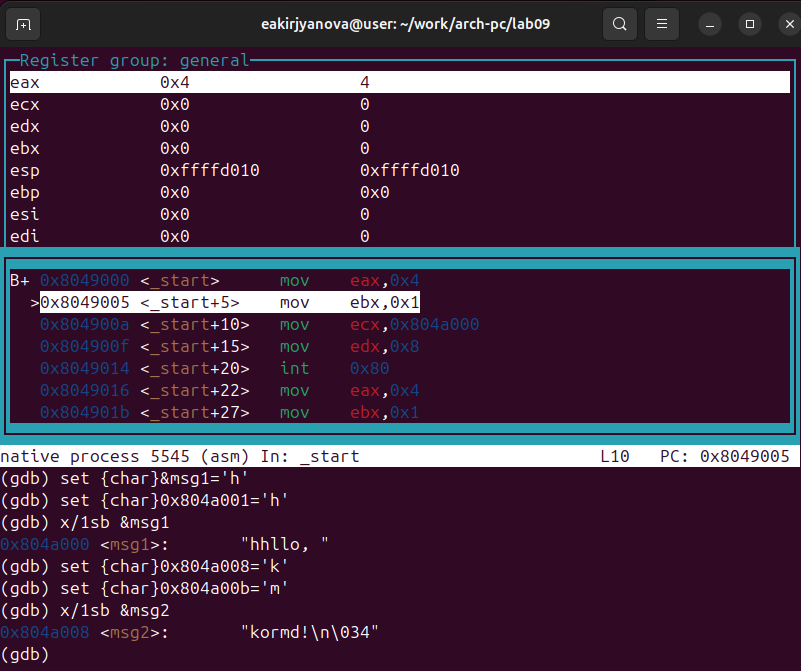 eakirjyanova@user: ~/work/arch-pc/lab09
Register group: general
eax 0x4 4
ecx 0x0 0
edx 0x0 0
ebx 0x0 0
esp 0xffffd010 0xffffd010
ebp 0x0 0x0
esi 0x0 0
edi 0x0 0
B+ 0x8049000 <_start> mov eax,0x4
>0x8049005 <_start+5> mov ebx,0x1
0x804900a <_start+10> mov ecx,0x804a000
0x804900f <_start+15> mov edx,0x8
0x8049014 <_start+20> int 0x80
0x8049016 <_start+22> mov eax,0x4
0x804901b <_start+27> mov ebx,0x1
native process 5545 (asm) In: _start L10 PC: 0x8049005
(gdb) set {char}&msg1='h'
(gdb) set {char}0x804a001='h'
(gdb) x/1sb &msg1
0x804a000 <msg1>: "hhllo, "
(gdb) set {char}0x804a008='k'
(gdb) set {char}0x804a00b='m'
(gdb) x/1sb &msg2
0x804a008 <msg2>: "kormd!\n\034"
(gdb)